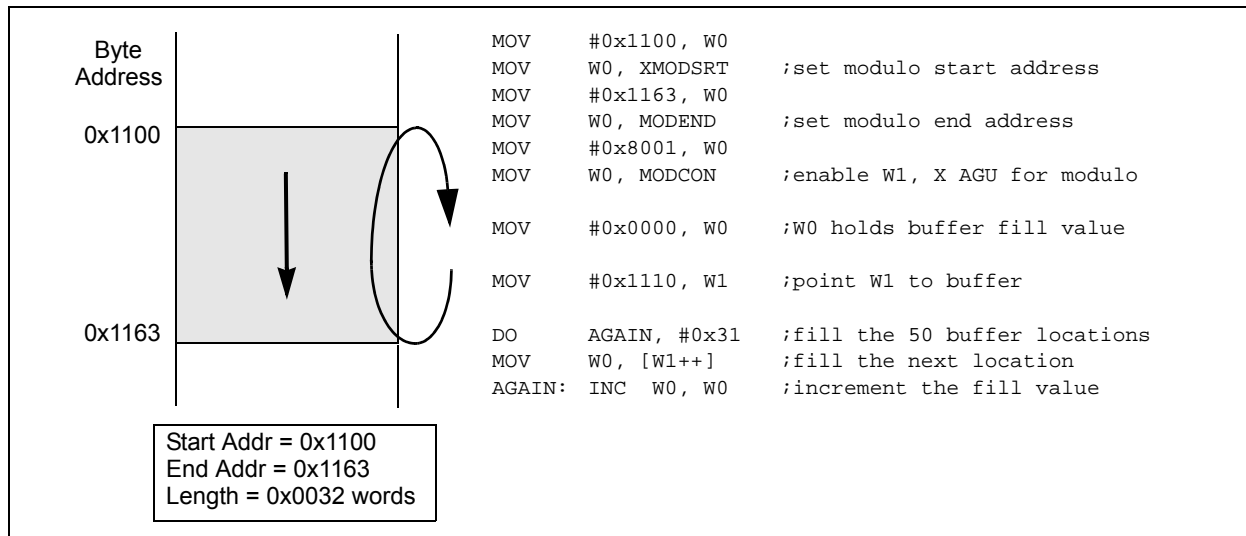 Byte
Address
0x1100
0x1163
Start Addr = 0x1100
End Addr = 0x1163
Length = 0x0032 words
MOV #0x1100, W0
MOV W0, XMODSRT ;set modulo start address
MOV #0x1163, W0
MOV W0, MODEND ;set modulo end address
MOV #0x8001, W0
MOV W0, MODCON ;enable W1, X AGU for modulo
MOV #0x0000, W0 ;W0 holds buffer fill value
MOV #0x1110, W1 ;point W1 to buffer
DO AGAIN, #0x31 ;fill the 50 buffer locations
MOV W0, [W1++] ;fill the next location
AGAIN: INC W0, W0 ;increment the fill value